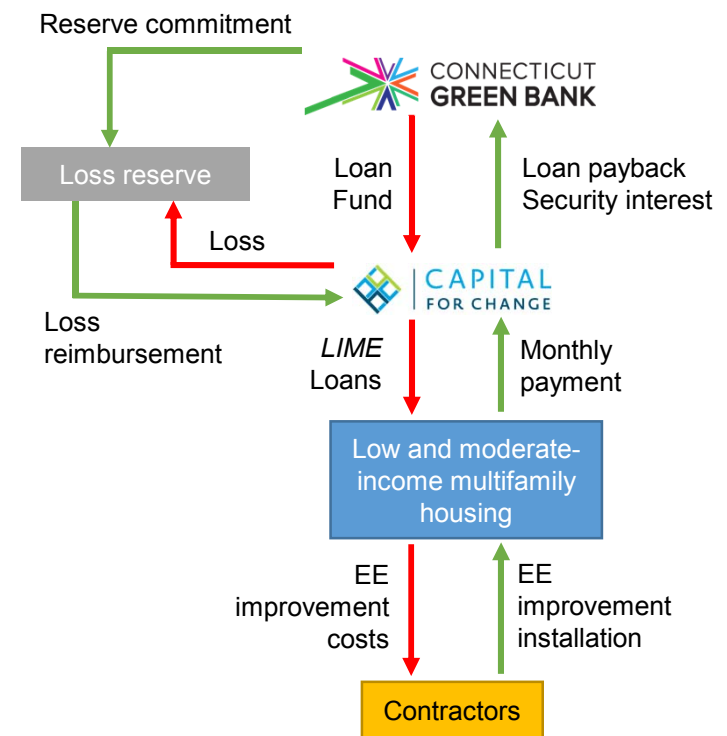 Reserve commitment
CONNECTICUT
GREEN BANK
Loss reserve
Loan
Fund
Loan payback
Security interest
Loss
CAPITAL
FOR CHANGE
Loss
reimbursement
LIME
Loans
Monthly
payment
Low and moderate-
income multifamily
housing
EE
improvement
costs
EE
improvement
installation
Contractors